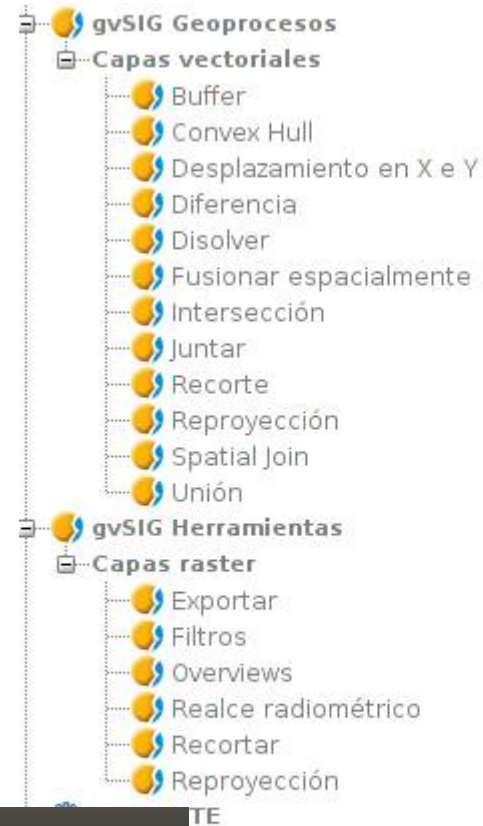 gvSIG Geoprocesos
Capas vectoriales
Buffer
Convex Hull
Desplazamiento en X e Y
Diferencia
Disolver
Fusionar espacialmente
Intersección
Juntar
Recorte
Reproyección
Spatial Join
Unión
gvSIG Herramientas
Capas raster
Exportar
Filtros
Overviews
Realce radiométrico
Recortar
Reproyección